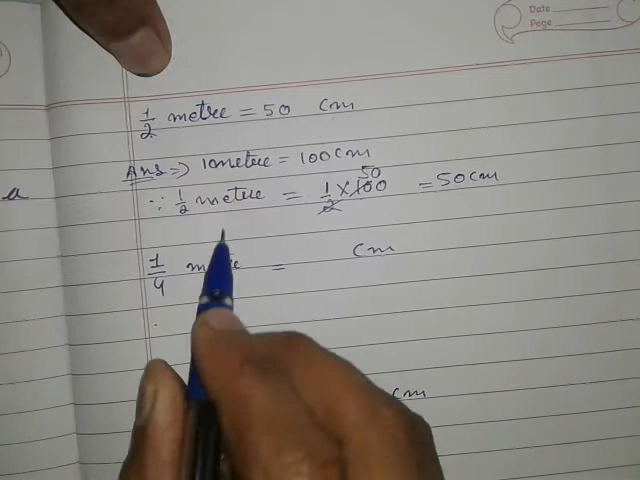 Date
Page
1/2 metre = 50 cm
Ans => 1 metre = 100 cm
∵ 1/2 metre = 1/2 × 100 50 = 50 cm
a
1/4 = cm
cm